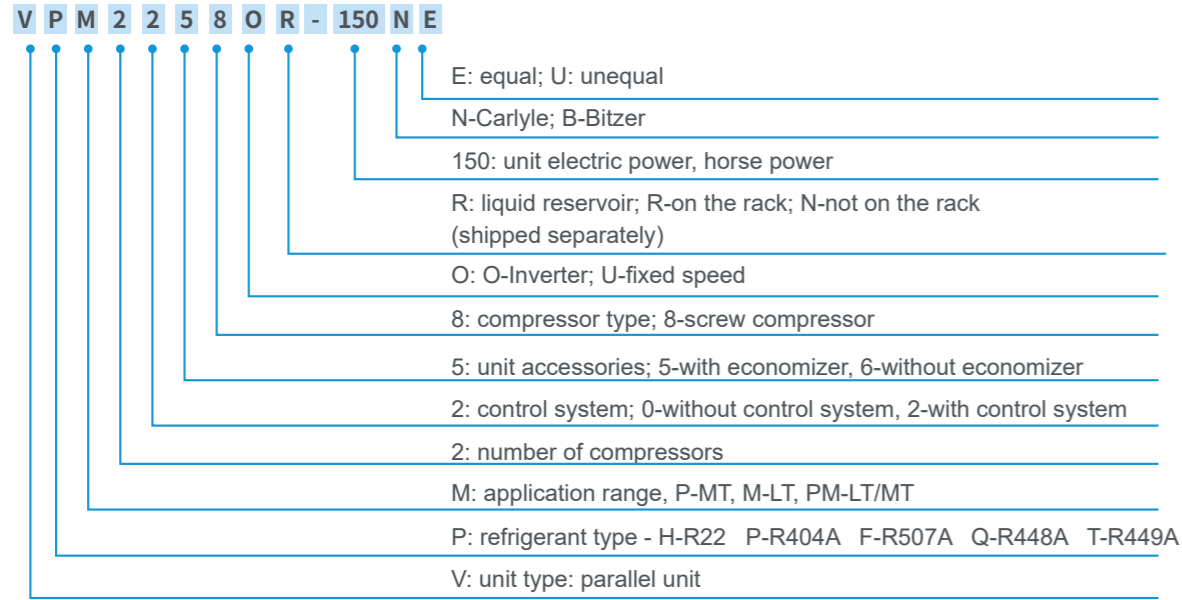 V P M 2 2 5 8 O R - 150 N E
E: equal; U: unequal
N-Carlyle; B-Bitzer
150: unit electric power, horse power
R: liquid reservoir; R-on the rack; N-not on the rack
(shipped separately)
O: O-Inverter; U-fixed speed
8: compressor type; 8-screw compressor
5: unit accessories; 5-with economizer, 6-without economizer
2: control system; 0-without control system, 2-with control system
2: number of compressors
M: application range, P-MT, M-LT, PM-LT/MT
P: refrigerant type - H-R22 P-R404A F-R507A Q-R448A T-R449A
V: unit type: parallel unit